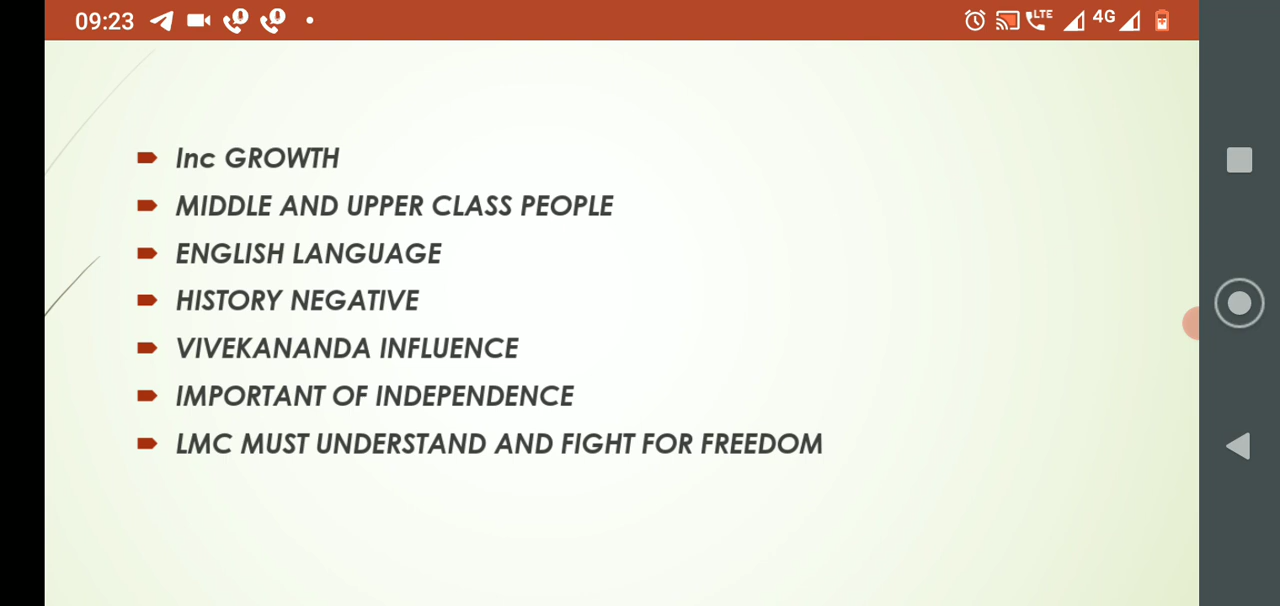 09:23
LTE
4G
Inc GROWTH
MIDDLE AND UPPER CLASS PEOPLE
ENGLISH LANGUAGE
HISTORY NEGATIVE
VIVEKANANDA INFLUENCE
IMPORTANT OF INDEPENDENCE
LMC MUST UNDERSTAND AND FIGHT FOR FREEDOM